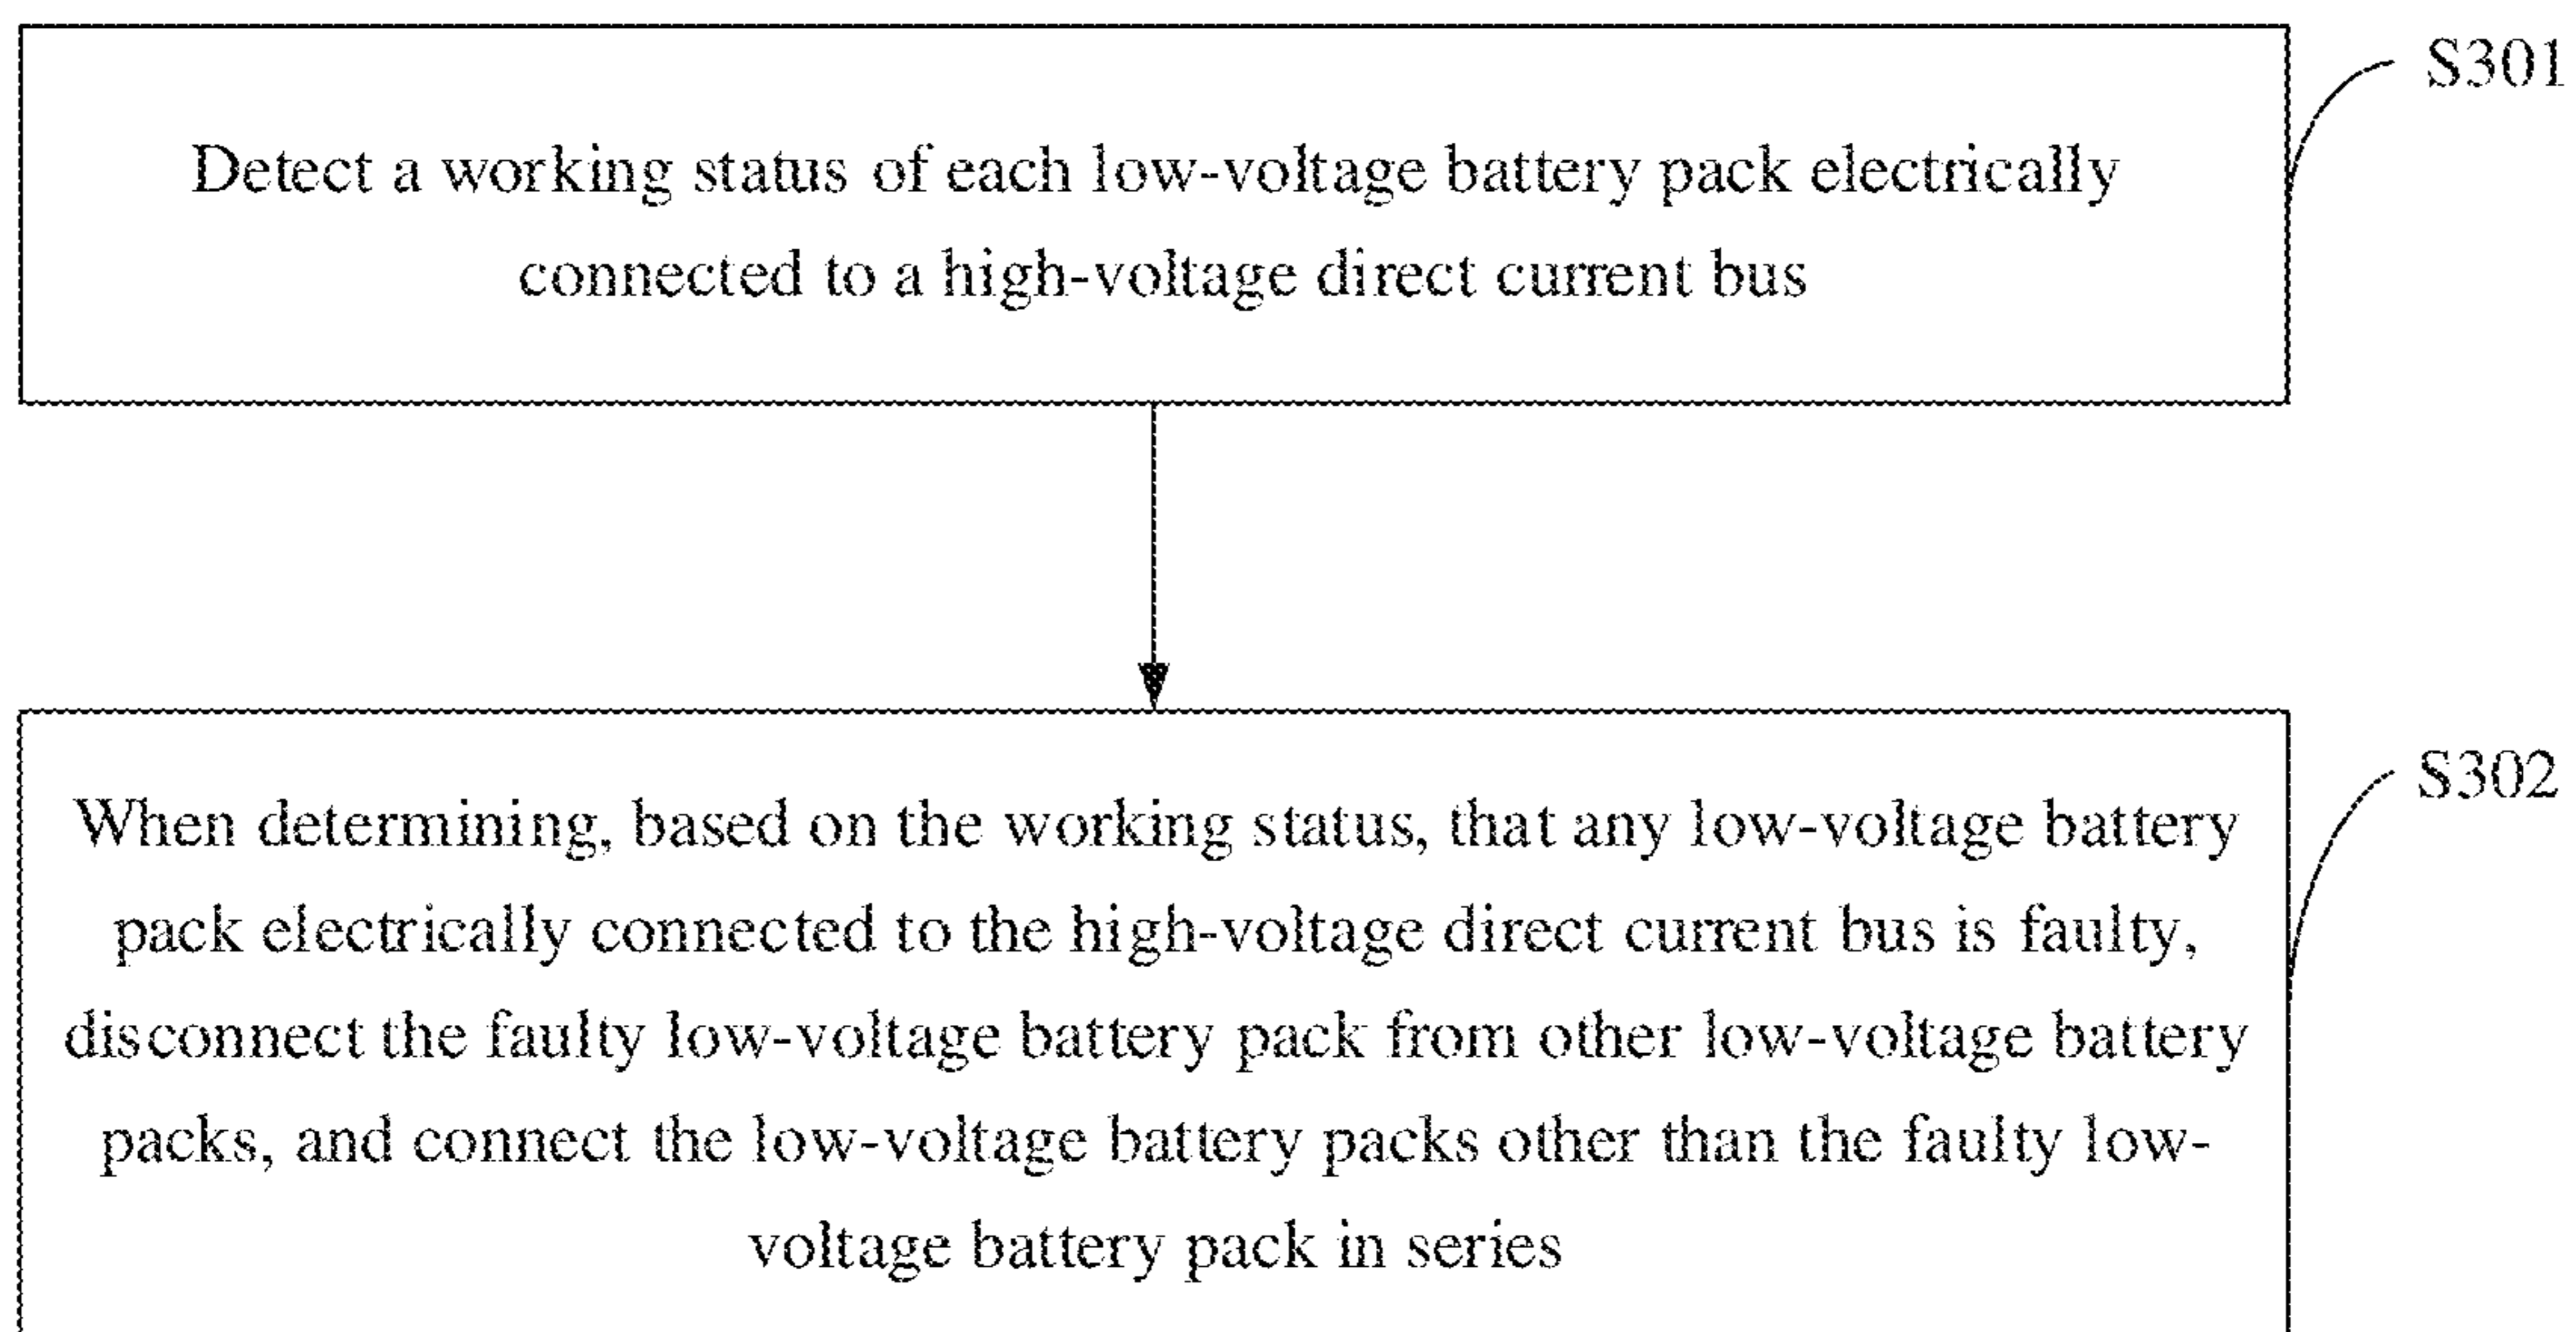 S301
Detect a working status of each low-voltage battery pack electrically
connected to a high-voltage direct current bus
S302
When determining, based on the working status, that any low-voltage battery
pack electrically connected to the high-voltage direct current bus is faulty,
disconnect the faulty low-voltage battery pack from other low-voltage battery
packs, and connect the low-voltage battery packs other than the faulty low-
voltage battery pack in series